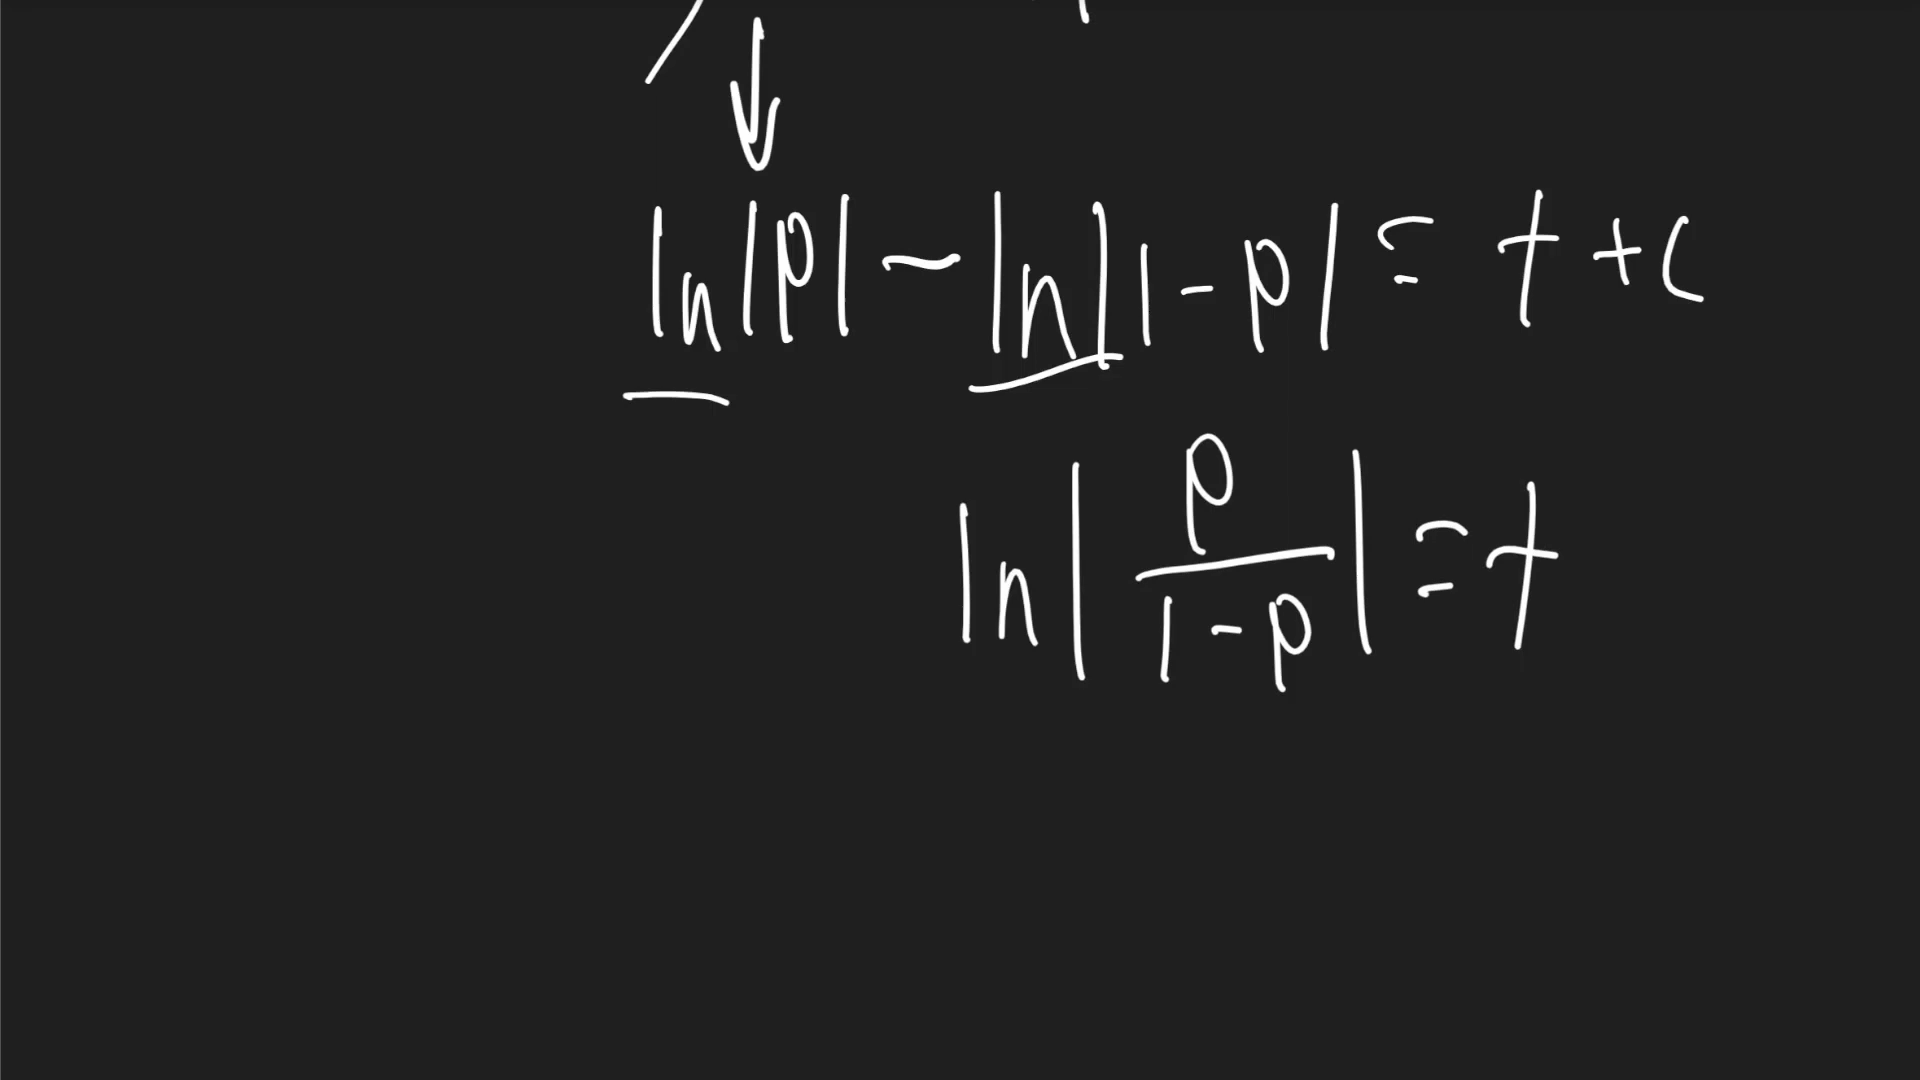 ln|p| - ln|1-p| = t + c
ln|p/(1-p)| = t